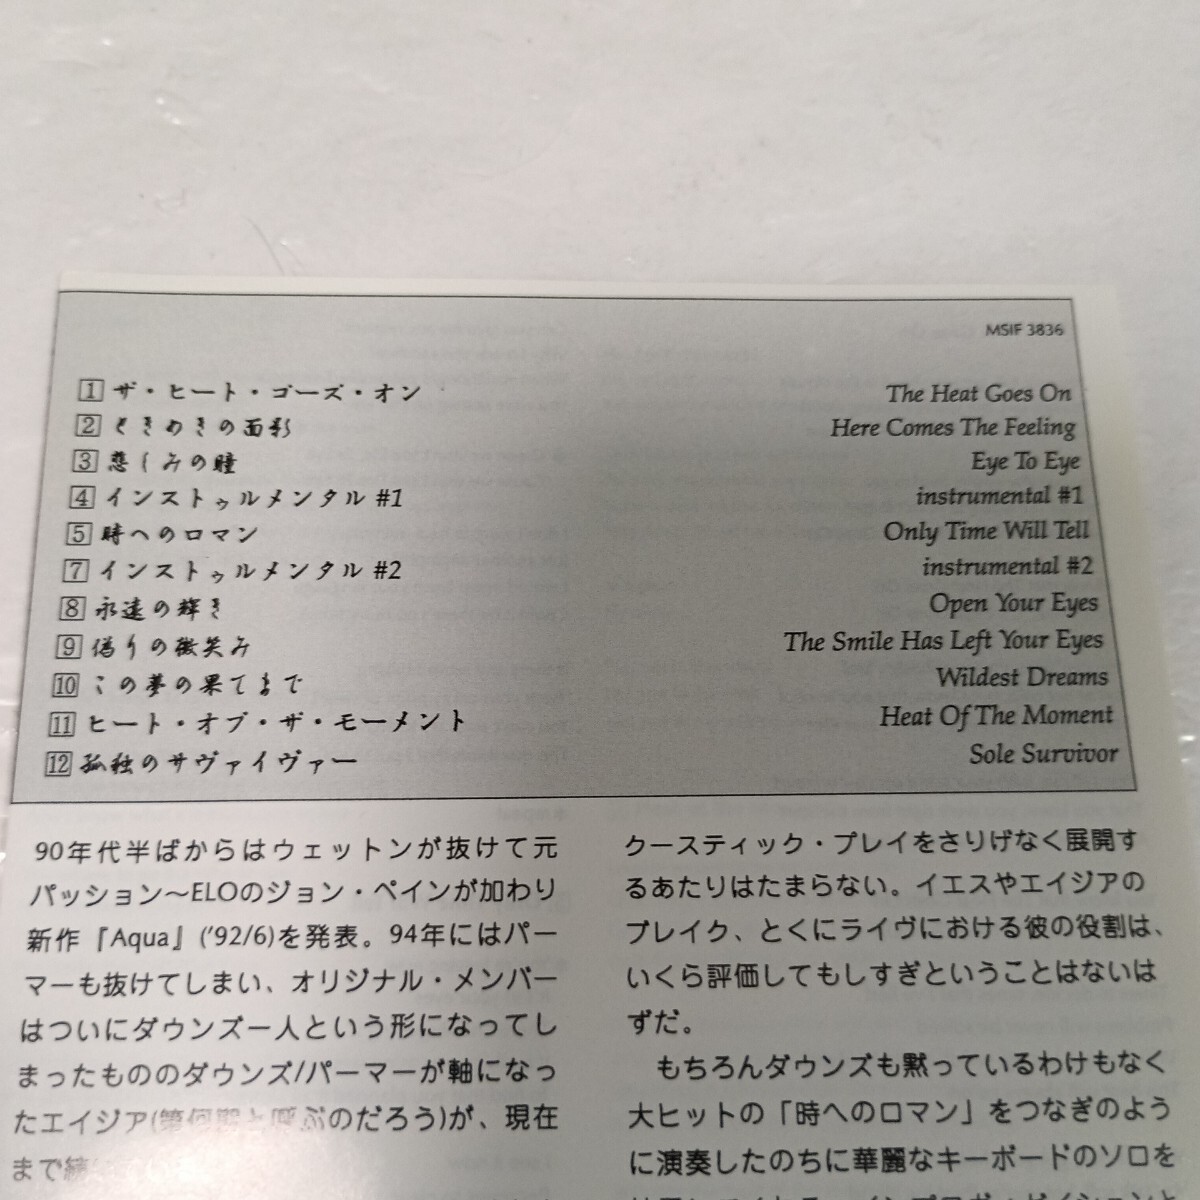 MSIF 3836
1 ザ・ヒート・ゴーズ・オン The Heat Goes On
2 ときめきの面影 Here Comes The Feeling
3 悲しみの瞳 Eye To Eye
4 インストゥルメンタル #1 instrumental #1
5 時へのロマン Only Time Will Tell
7 インストゥルメンタル #2 instrumental #2
8 永遠の輝き Open Your Eyes
9 偽りの微笑み The Smile Has Left Your Eyes
10 この夢の果てまで Wildest Dreams
11 ヒート・オブ・ザ・モーメント Heat Of The Moment
12 孤独のサヴァイヴァー Sole Survivor
90年代半ばからはウェットンが抜けて元
パッション〜ELOのジョン・ペインが加わり
新作『Aqua』('92/6)を発表。94年にはパー
マーも抜けてしまい、オリジナル・メンバー
はついにダウンズ一人という形になってし
まったもののダウンズ/パーマーが軸になっ
たエイジア(第何期と呼ぶのだろう)が、現在
まで続
クースティック・プレイをさりげなく展開す
るあたりはたまらない。イエスやエイジアの
ブレイク、とくにライヴにおける彼の役割は、
いくら評価してもしすぎということはないは
ずだ。
もちろんダウンズも黙っているわけもなく
大ヒットの「時へのロマン」をつなぎのよう
に演奏したのちに華麗なキーボードのソロを